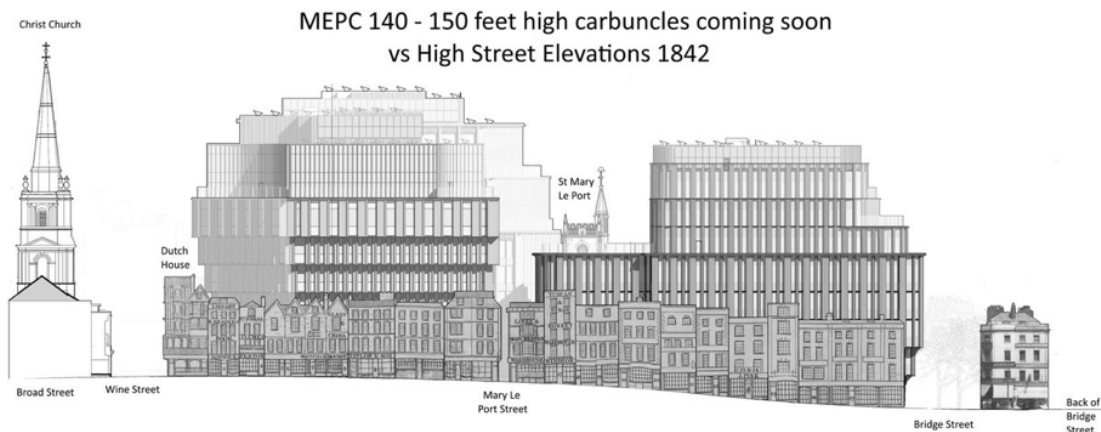 MEPC 140 - 150 feet high carbuncles coming soon
vs High Street Elevations 1842
Christ Church
St Mary
Le Port
Dutch
House
Broad Street
Wine Street
Mary Le
Port Street
Bridge Street
Back of
Bridge
Street